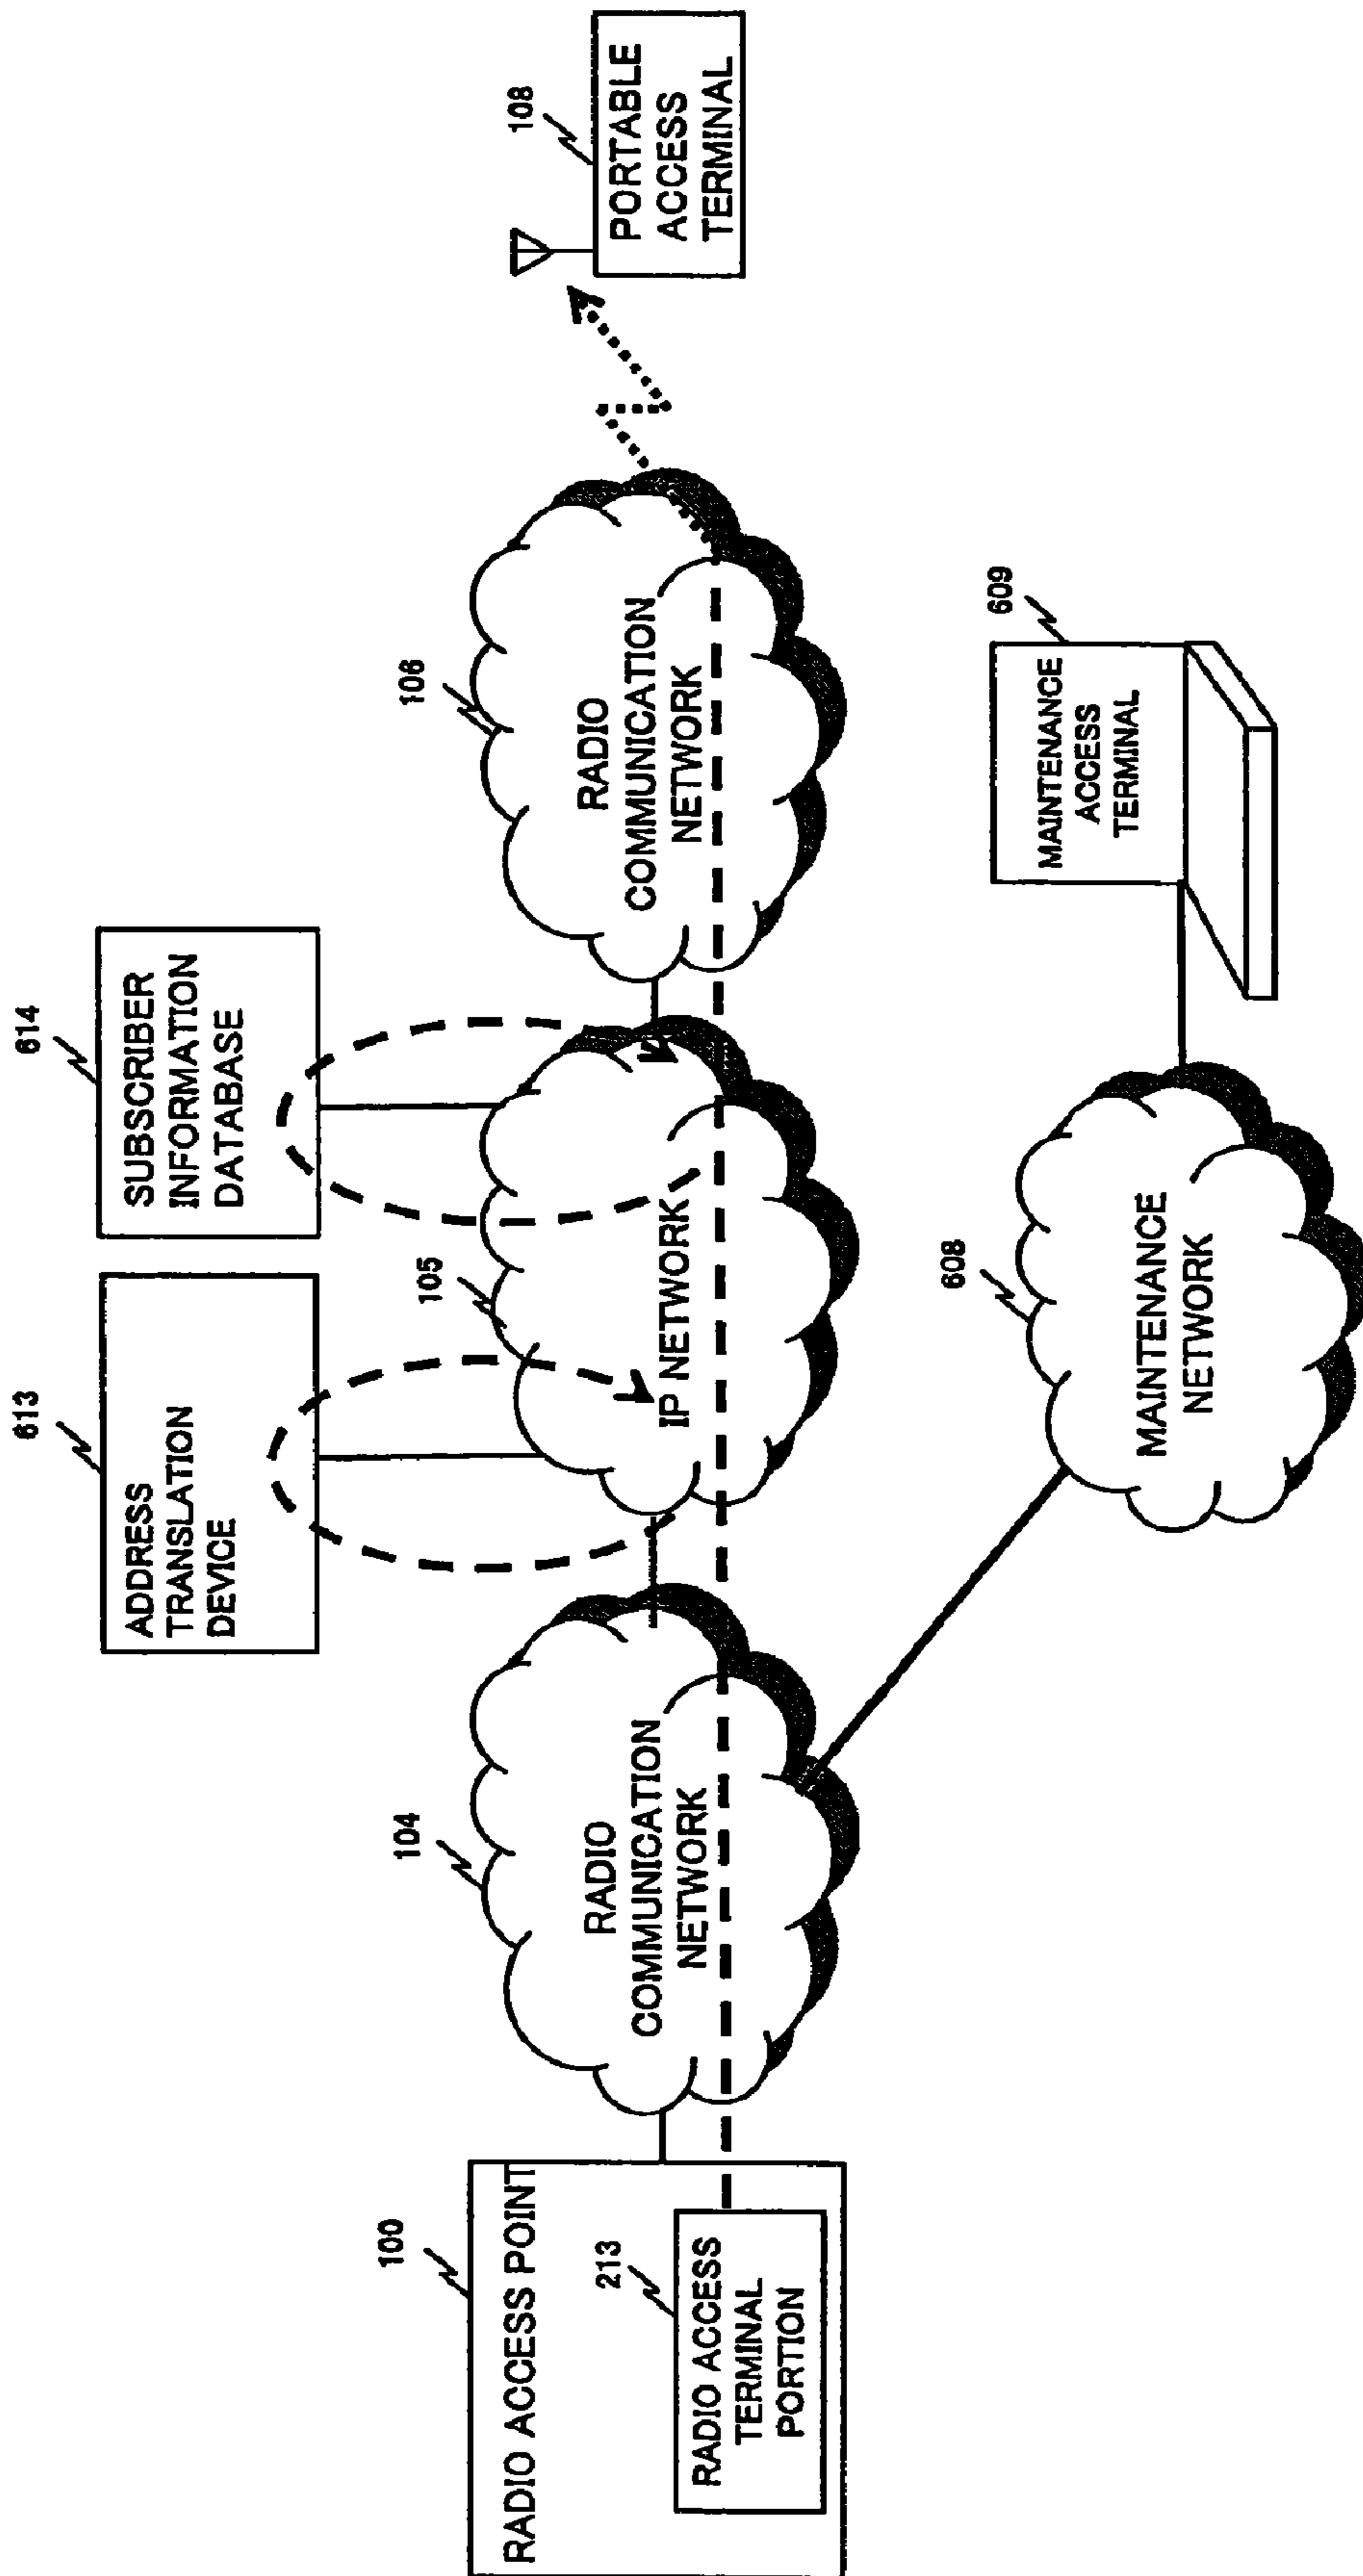 613
ADDRESS
TRANSLATION
DEVICE
614
SUBSCRIBER
INFORMATION
DATABASE
100
RADIO ACCESS POINT
213
RADIO ACCESS
TERMINAL
PORTION
104
RADIO
COMMUNICATION
NETWORK
105
IP NETWORK
106
RADIO
COMMUNICATION
NETWORK
108
PORTABLE
ACCESS
TERMINAL
608
MAINTENANCE
NETWORK
609
MAINTENANCE
ACCESS
TERMINAL